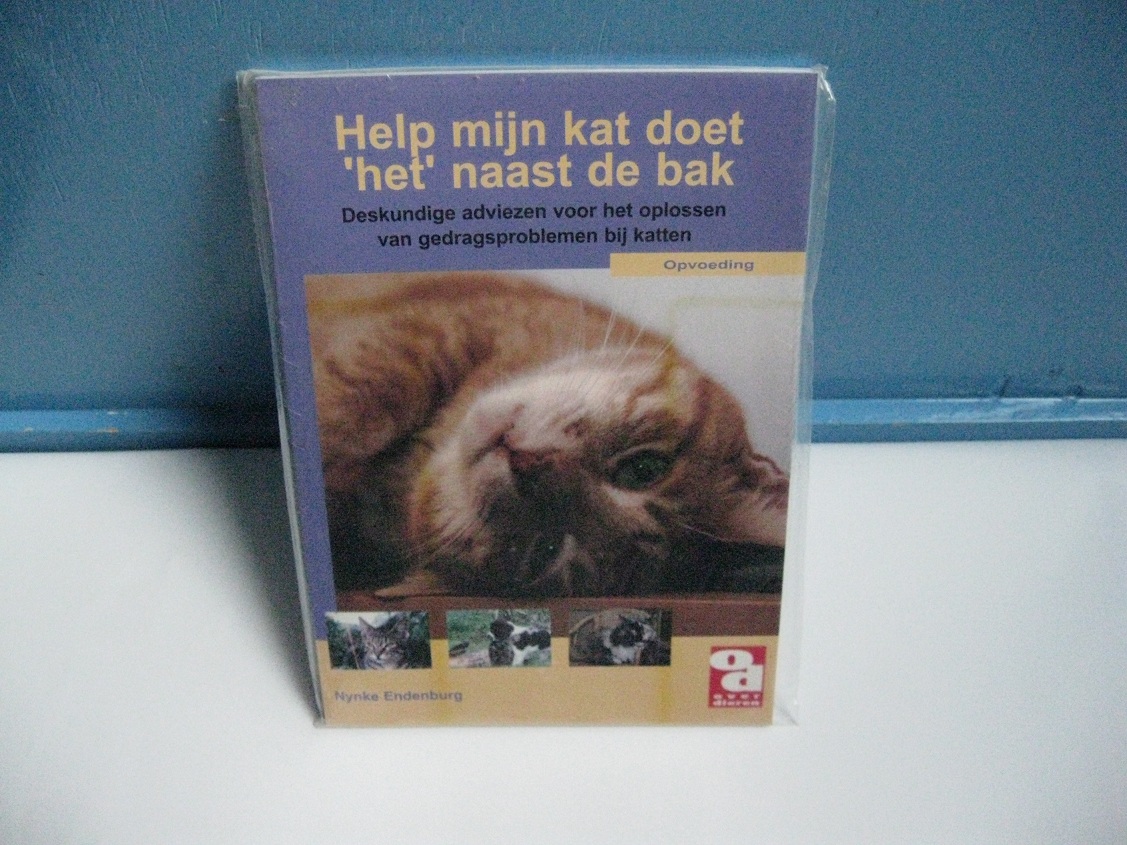 Help mijn kat doet
'het' naast de bak
Deskundige adviezen voor het oplossen
van gedragsproblemen bij katten
Opvoeding
Nynke Endenburg
od
over
dieren